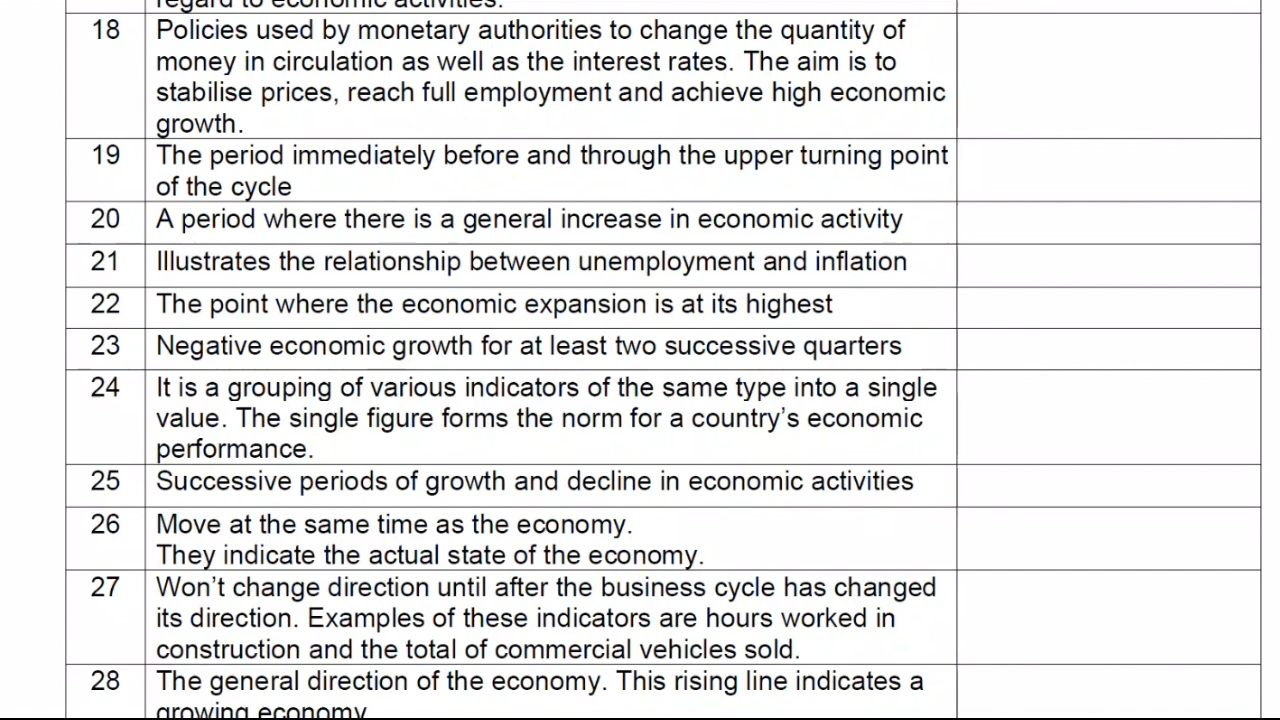 regard to economic activities.
18 Policies used by monetary authorities to change the quantity of
money in circulation as well as the interest rates. The aim is to
stabilise prices, reach full employment and achieve high economic
growth.
19 The period immediately before and through the upper turning point
of the cycle
20 A period where there is a general increase in economic activity
21 Illustrates the relationship between unemployment and inflation
22 The point where the economic expansion is at its highest
23 Negative economic growth for at least two successive quarters
24 It is a grouping of various indicators of the same type into a single
value. The single figure forms the norm for a country’s economic
performance.
25 Successive periods of growth and decline in economic activities
26 Move at the same time as the economy.
They indicate the actual state of the economy.
27 Won’t change direction until after the business cycle has changed
its direction. Examples of these indicators are hours worked in
construction and the total of commercial vehicles sold.
28 The general direction of the economy. This rising line indicates a
growing economy